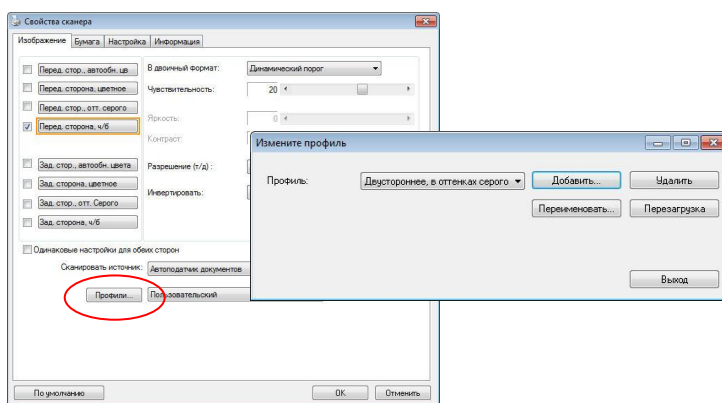 Свойства сканера
Изображение Бумага Настройка Информация
Перед. стор., автообн. цв
Перед. сторона, цветное
Перед. стор., отт. серого
Перед. сторона, ч/б
Зад. стор., автообн. цвета
Зад. сторона, цветное
Зад. стор., отт. Серого
Зад. сторона, ч/б
В двоичный формат: Динамический порог
Чувствительность: 20
Яркость: 0
Контраст:
Разрешение (т/д) :
Инвертировать:
Одинаковые настройки для обеих сторон
Сканировать источник: Автоподатчик документов
Профили... Пользовательский
По умолчанию OK Отменить
Измените профиль
Профиль: Двустороннее, в оттенках серого Добавить... Удалить
Переименовать... Перезагрузка
Выход